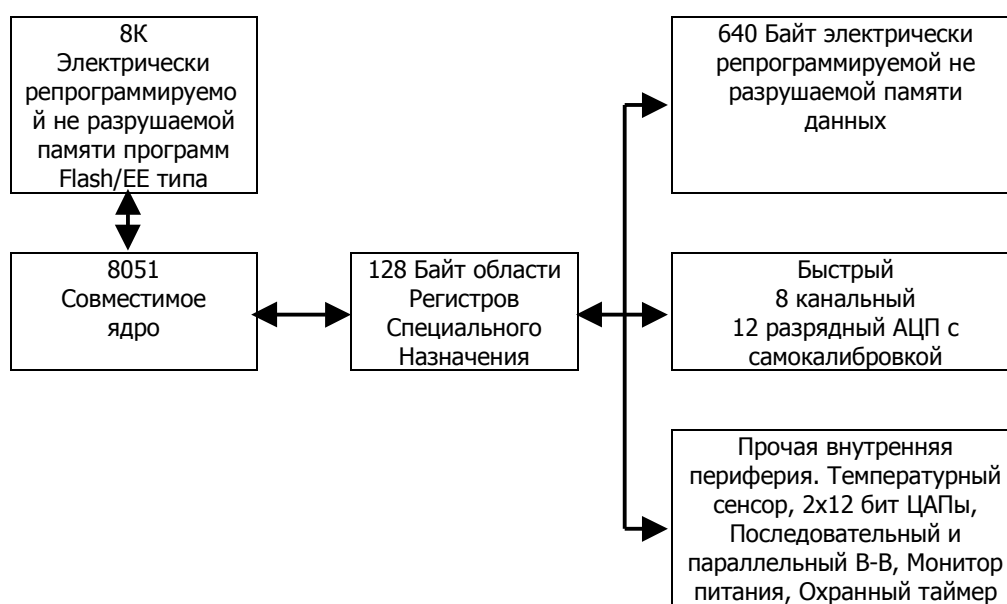 8К
Электрически
репрограммируемо
й не разрушаемой
памяти программ
Flash/EE типа
640 Байт электрически
репрограммируемой не
разрушаемой памяти
данных
8051
Совместимое
ядро
128 Байт области
Регистров
Специального
Назначения
Быстрый
8 канальный
12 разрядный АЦП с
самокалибровкой
Прочая внутренняя
периферия. Температурный
сенсор, 2х12 бит ЦАПы,
Последовательный и
параллельный В-В, Монитор
питания, Охранный таймер